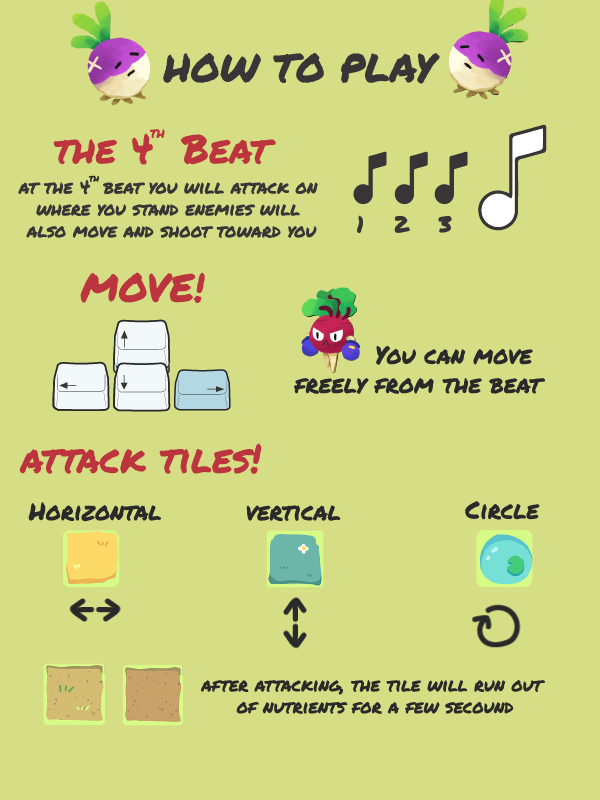 HOW TO PLAY
THE 4TH BEAT
AT THE 4TH BEAT YOU WILL ATTACK ON
WHERE YOU STAND ENEMIES WILL
ALSO MOVE AND SHOOT TOWARD YOU
1 2 3
MOVE!
YOU CAN MOVE
FREELY FROM THE BEAT
ATTACK TILES!
HORIZONTAL
VERTICAL
CIRCLE
AFTER ATTACKING, THE TILE WILL RUN OUT
OF NUTRIENTS FOR A FEW SECOUND